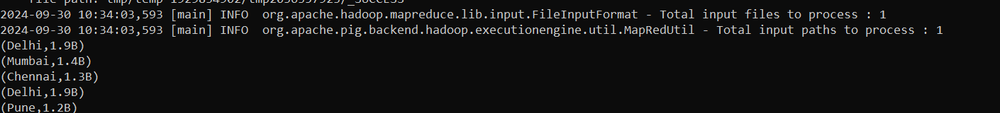 2024-09-30 10:34:03,593 [main] INFO  org.apache.hadoop.mapreduce.lib.input.FileInputFormat - Total input files to process : 1
2024-09-30 10:34:03,593 [main] INFO  org.apache.pig.backend.hadoop.executionengine.util.MapRedUtil - Total input paths to process : 1
(Delhi,1.9B)
(Mumbai,1.4B)
(Chennai,1.3B)
(Delhi,1.9B)
(Pune,1.2B)